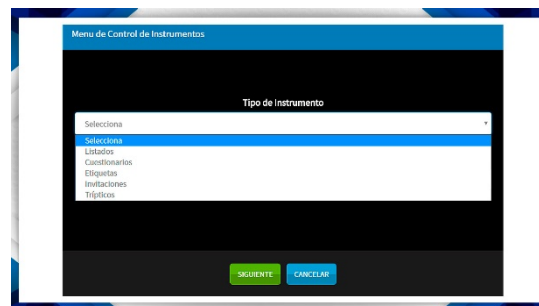 Menu de Control de Instrumentos
Tipo de Instrumento
Selecciona
Selecciona
Listados
Cuestionarios
Etiquetas
Invitaciones
Trípticos
SIGUIENTE
CANCELAR